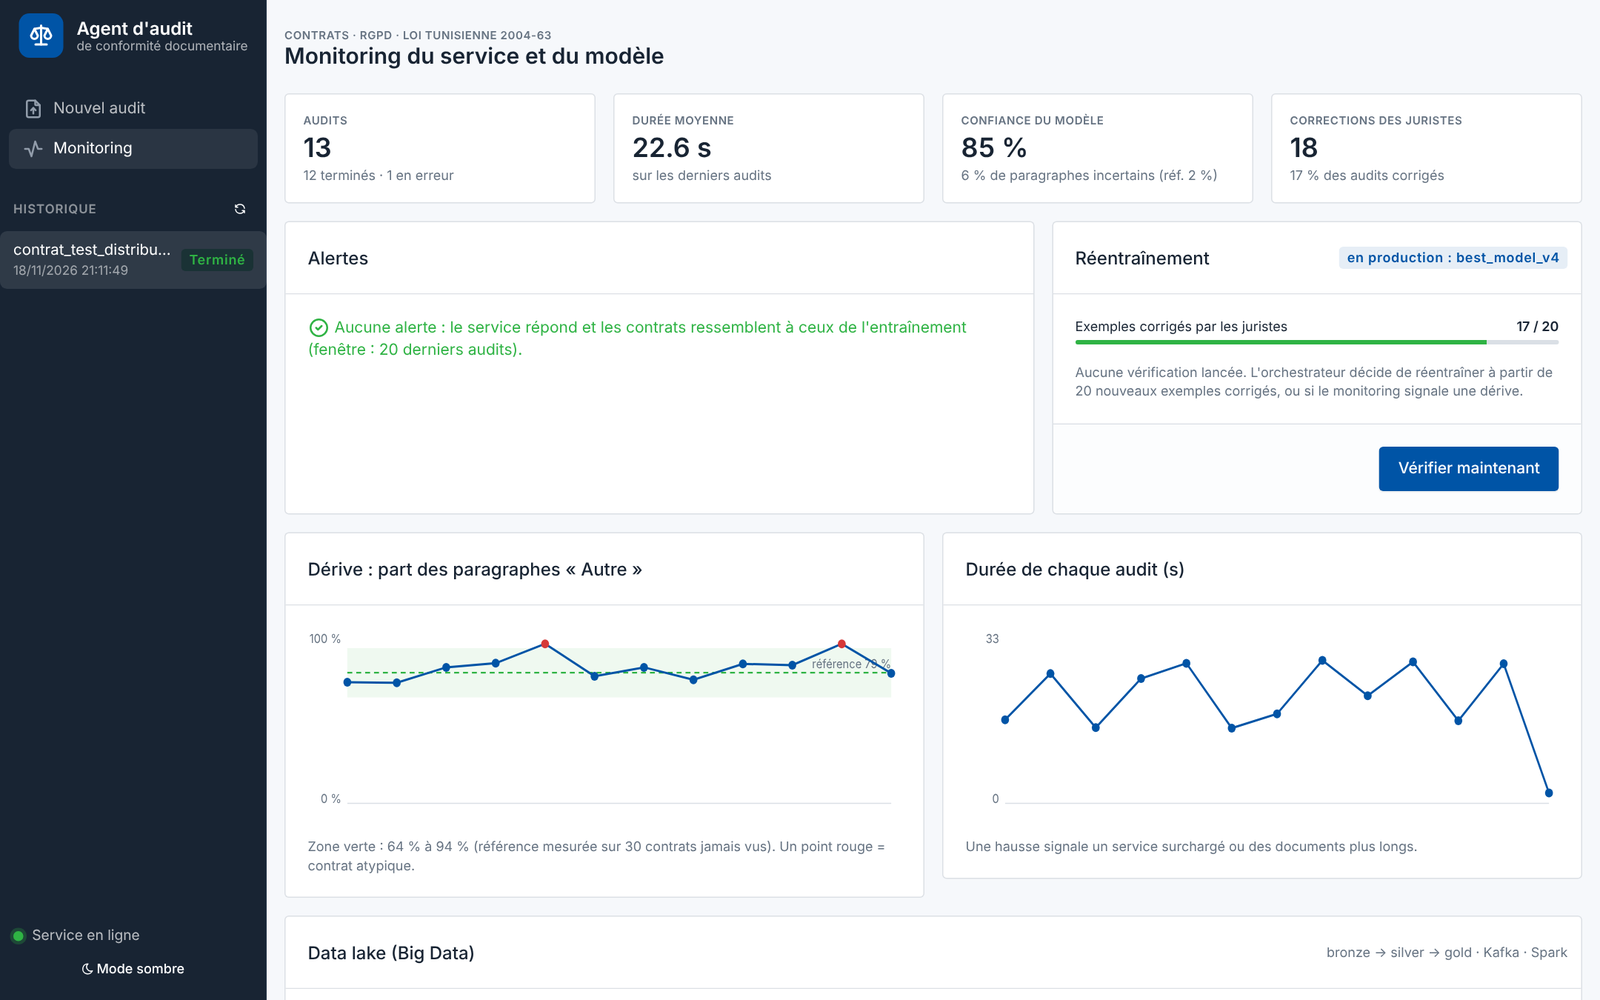 Agent d'audit
de conformité documentaire
Nouvel audit
Monitoring
HISTORIQUE
contrat_test_distribu...
18/11/2026 21:11:49
Terminé
Service en ligne
Mode sombre
CONTRATS · RGPD · LOI TUNISIENNE 2004-63
Monitoring du service et du modèle
AUDITS
13
12 terminés · 1 en erreur
DURÉE MOYENNE
22.6 s
sur les derniers audits
CONFIANCE DU MODÈLE
85 %
6 % de paragraphes incertains (réf. 2 %)
CORRECTIONS DES JURISTES
18
17 % des audits corrigés
Alertes
Aucune alerte : le service répond et les contrats ressemblent à ceux de l'entraînement
(fenêtre : 20 derniers audits).
Réentraînement
en production : best_model_v4
Exemples corrigés par les juristes
17 / 20
Aucune vérification lancée. L'orchestrateur décide de réentraîner à partir de
20 nouveaux exemples corrigés, ou si le monitoring signale une dérive.
Vérifier maintenant
Dérive : part des paragraphes « Autre »
100 %
référence 79 %
0 %
Zone verte : 64 % à 94 % (référence mesurée sur 30 contrats jamais vus). Un point rouge =
contrat atypique.
Durée de chaque audit (s)
33
0
Une hausse signale un service surchargé ou des documents plus longs.
Data lake (Big Data)
bronze → silver → gold · Kafka · Spark